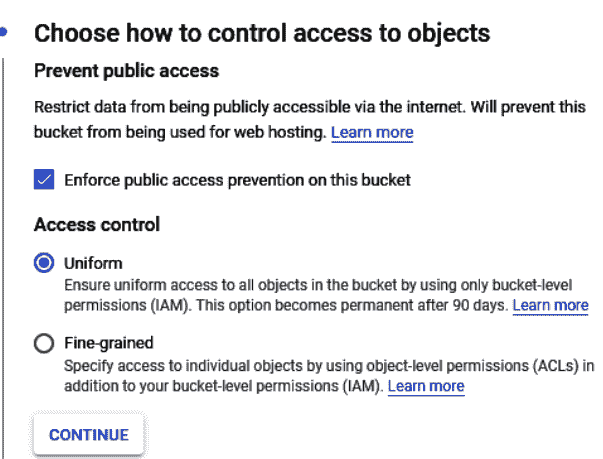 Choose how to control access to objects
Prevent public access
Restrict data from being publicly accessible via the internet. Will prevent this
bucket from being used for web hosting. Learn more
Enforce public access prevention on this bucket
Access control
Uniform
Ensure uniform access to all objects in the bucket by using only bucket-level
permissions (IAM). This option becomes permanent after 90 days. Learn more
Fine-grained
Specify access to individual objects by using object-level permissions (ACLs) in
addition to your bucket-level permissions (IAM). Learn more
CONTINUE